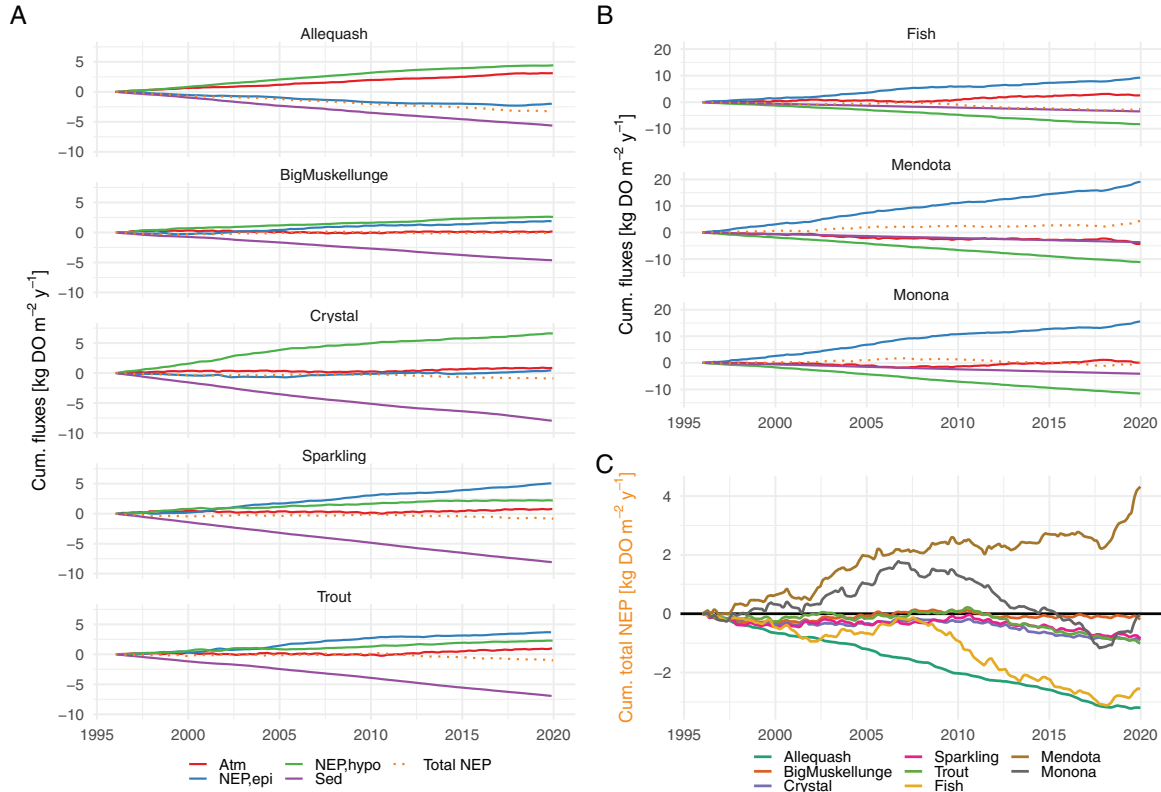 A
Cum. fluxes [kg DO m⁻² y⁻¹]
Allequash
5
0
−5
−10
BigMuskellunge
5
0
−5
−10
Crystal
5
0
−5
−10
Sparkling
5
0
−5
−10
Trout
5
0
−5
−10
1995 2000 2005 2010 2015 2020
Atm NEP,hypo Total NEP
NEP,epi Sed
B
Cum. fluxes [kg DO m⁻² y⁻¹]
Fish
20
10
0
−10
Mendota
20
10
0
−10
Monona
20
10
0
−10
1995 2000 2005 2010 2015 2020
C
Cum. total NEP [kg DO m⁻² y⁻¹]
4
2
0
−2
1995 2000 2005 2010 2015 2020
Allequash Sparkling Mendota
BigMuskellunge Trout Monona
Crystal Fish